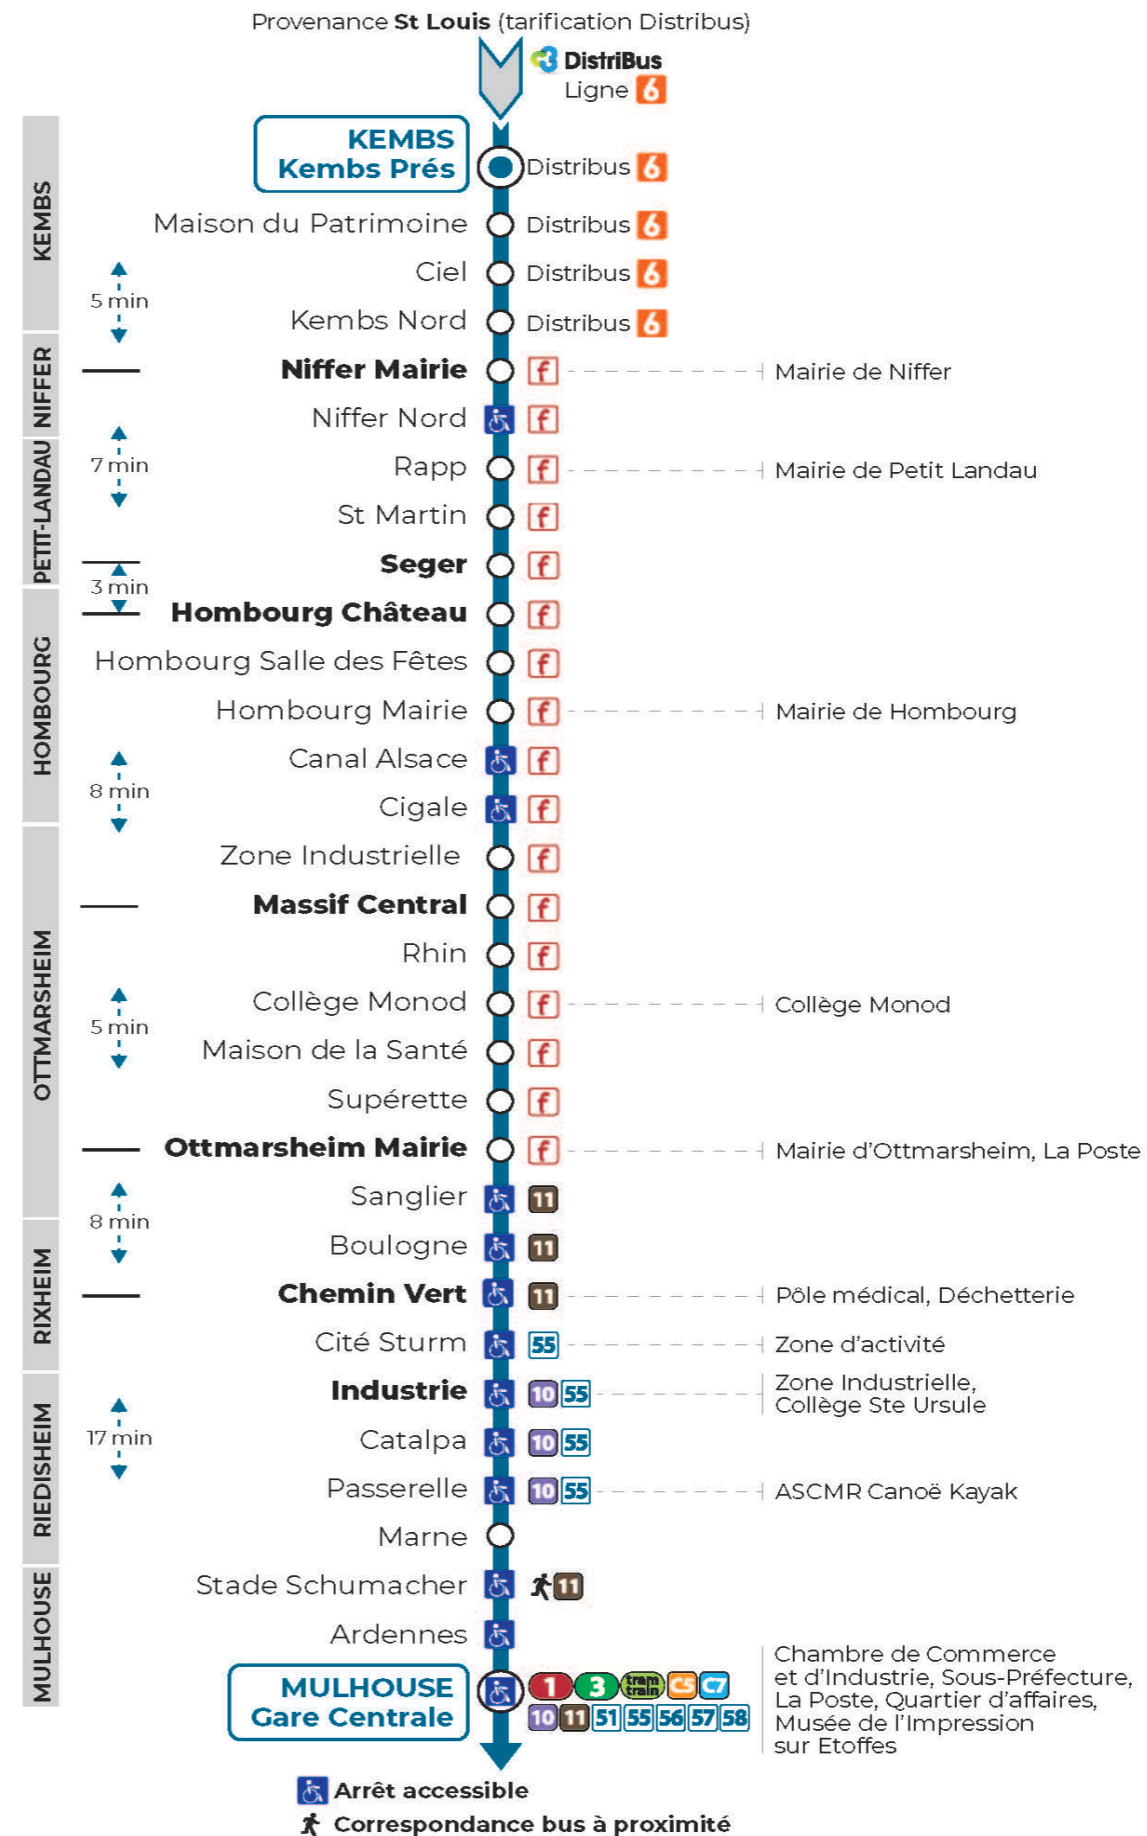 Provenance St Louis (tarification Distribus)
DistriBus
Ligne 6
KEMBS
KEMBS
Kembs Prés
Distribus 6
Maison du Patrimoine Distribus 6
Ciel Distribus 6
5 min
Kembs Nord Distribus 6
NIFFER
Niffer Mairie f Mairie de Niffer
Niffer Nord f
7 min
PETIT-LANDAU
Rapp f Mairie de Petit Landau
St Martin f
Seger f
3 min
HOMBOURG
Hombourg Château f
Hombourg Salle des Fêtes f
Hombourg Mairie f Mairie de Hombourg
Canal Alsace f
8 min
Cigale f
OTTMARSHEIM
Zone Industrielle f
Massif Central f
Rhin f
Collège Monod f Collège Monod
5 min
Maison de la Santé f
Supérette f
Ottmarsheim Mairie f Mairie d'Ottmarsheim, La Poste
Sanglier 11
8 min
RIXHEIM
Boulogne 11
Chemin Vert 11 Pôle médical, Déchetterie
Cité Sturm 55 Zone d'activité
RIEDISHEIM
Industrie 10 55 Zone Industrielle,
Collège Ste Ursule
17 min
Catalpa 10 55
Passerelle 10 55 ASCMR Canoë Kayak
Marne
MULHOUSE
Stade Schumacher 11
Ardennes
MULHOUSE
Gare Centrale
1 3 tram train C5 C7
10 11 51 55 56 57 58
Chambre de Commerce
et d'Industrie, Sous-Préfecture,
La Poste, Quartier d'affaires,
Musée de l'Impression
sur Etoffes
Arrêt accessible
Correspondance bus à proximité